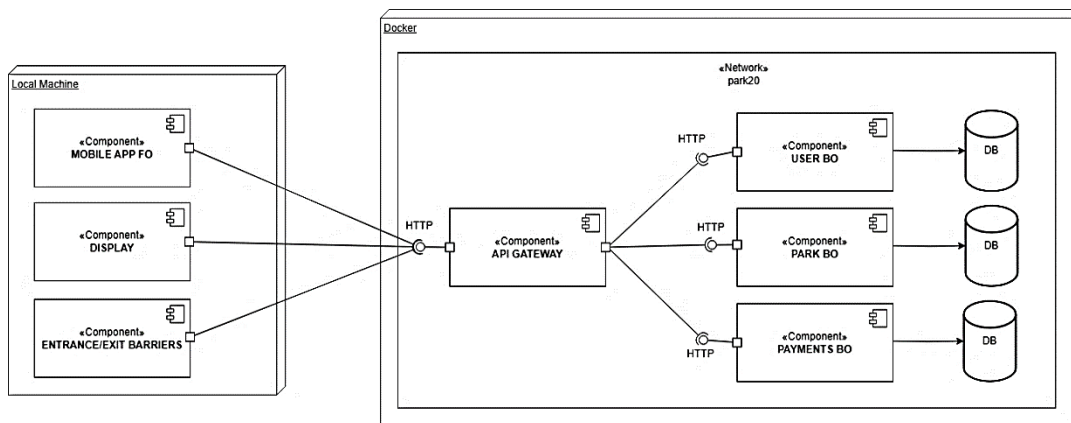 Docker
«Network»
park20
Local Machine
«Component»
MOBILE APP FO
«Component»
DISPLAY
«Component»
ENTRANCE/EXIT BARRIERS
HTTP
«Component»
API GATEWAY
HTTP
«Component»
USER BO
DB
HTTP
«Component»
PARK BO
DB
HTTP
«Component»
PAYMENTS BO
DB